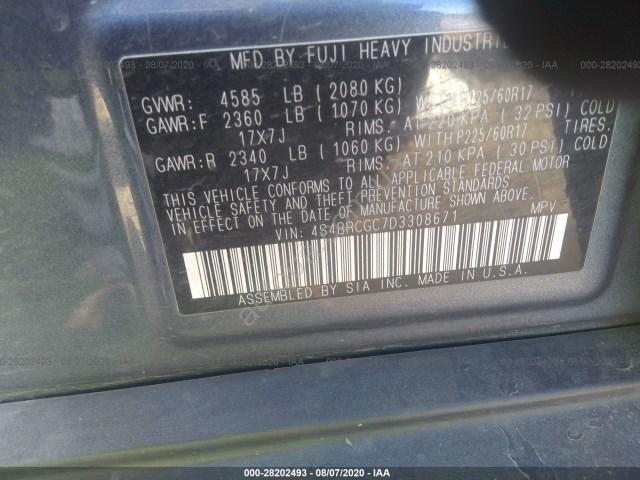 000-28202493 - 08/07/2020 - IAA
MFD BY FUJI HEAVY
GVWR: 4585 LB ( 2080 KG)
GAWR:F 2360 LB ( 1070 KG) P225/60R17
17X7J RIMS. AT 220 KPA ( 32 PSI) COLD
GAWR:R 2340 LB ( 1060 KG) WITH P225/60R17 TIRES.
17X7J RIMS. AT 210 KPA ( 30 PSI) COLD
THIS VEHICLE CONFORMS TO ALL APPLICABLE FEDERAL MOTOR
VEHICLE SAFETY AND THEFT PREVENTION STANDARDS
IN EFFECT ON THE DATE OF MANUFACTURE SHOWN ABOVE.
VIN: 4S4BRCGC7D3308671 MPV
ASSEMBLED BY SIA INC. MADE IN U.S.A.
000-28202493 - 08/07/2020 - IAA